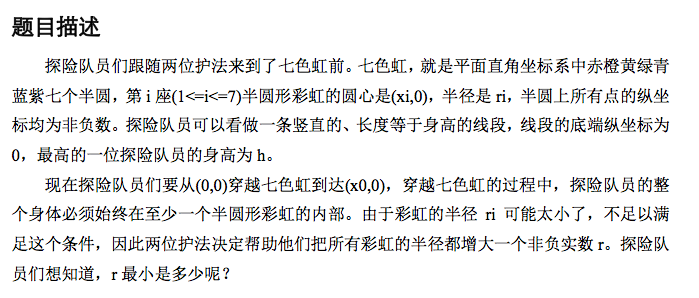 题目描述
探险队员们跟随两位护法来到了七色虹前。七色虹，就是平面直角坐标系中赤橙黄绿青
蓝紫七个半圆，第 i 座(1<=i<=7)半圆形彩虹的圆心是(xi,0)，半径是 ri，半圆上所有点的纵坐
标均为非负数。探险队员可以看做一条竖直的、长度等于身高的线段，线段的底端纵坐标为
0，最高的一位探险队员的身高为 h。
现在探险队员们要从(0,0)穿越七色虹到达(x0,0)，穿越七色虹的过程中，探险队员的整
个身体必须始终在至少一个半圆形彩虹的内部。由于彩虹的半径 ri 可能太小了，不足以满
足这个条件，因此两位护法决定帮助他们把所有彩虹的半径都增大一个非负实数 r。探险队
员们想知道，r 最小是多少呢？